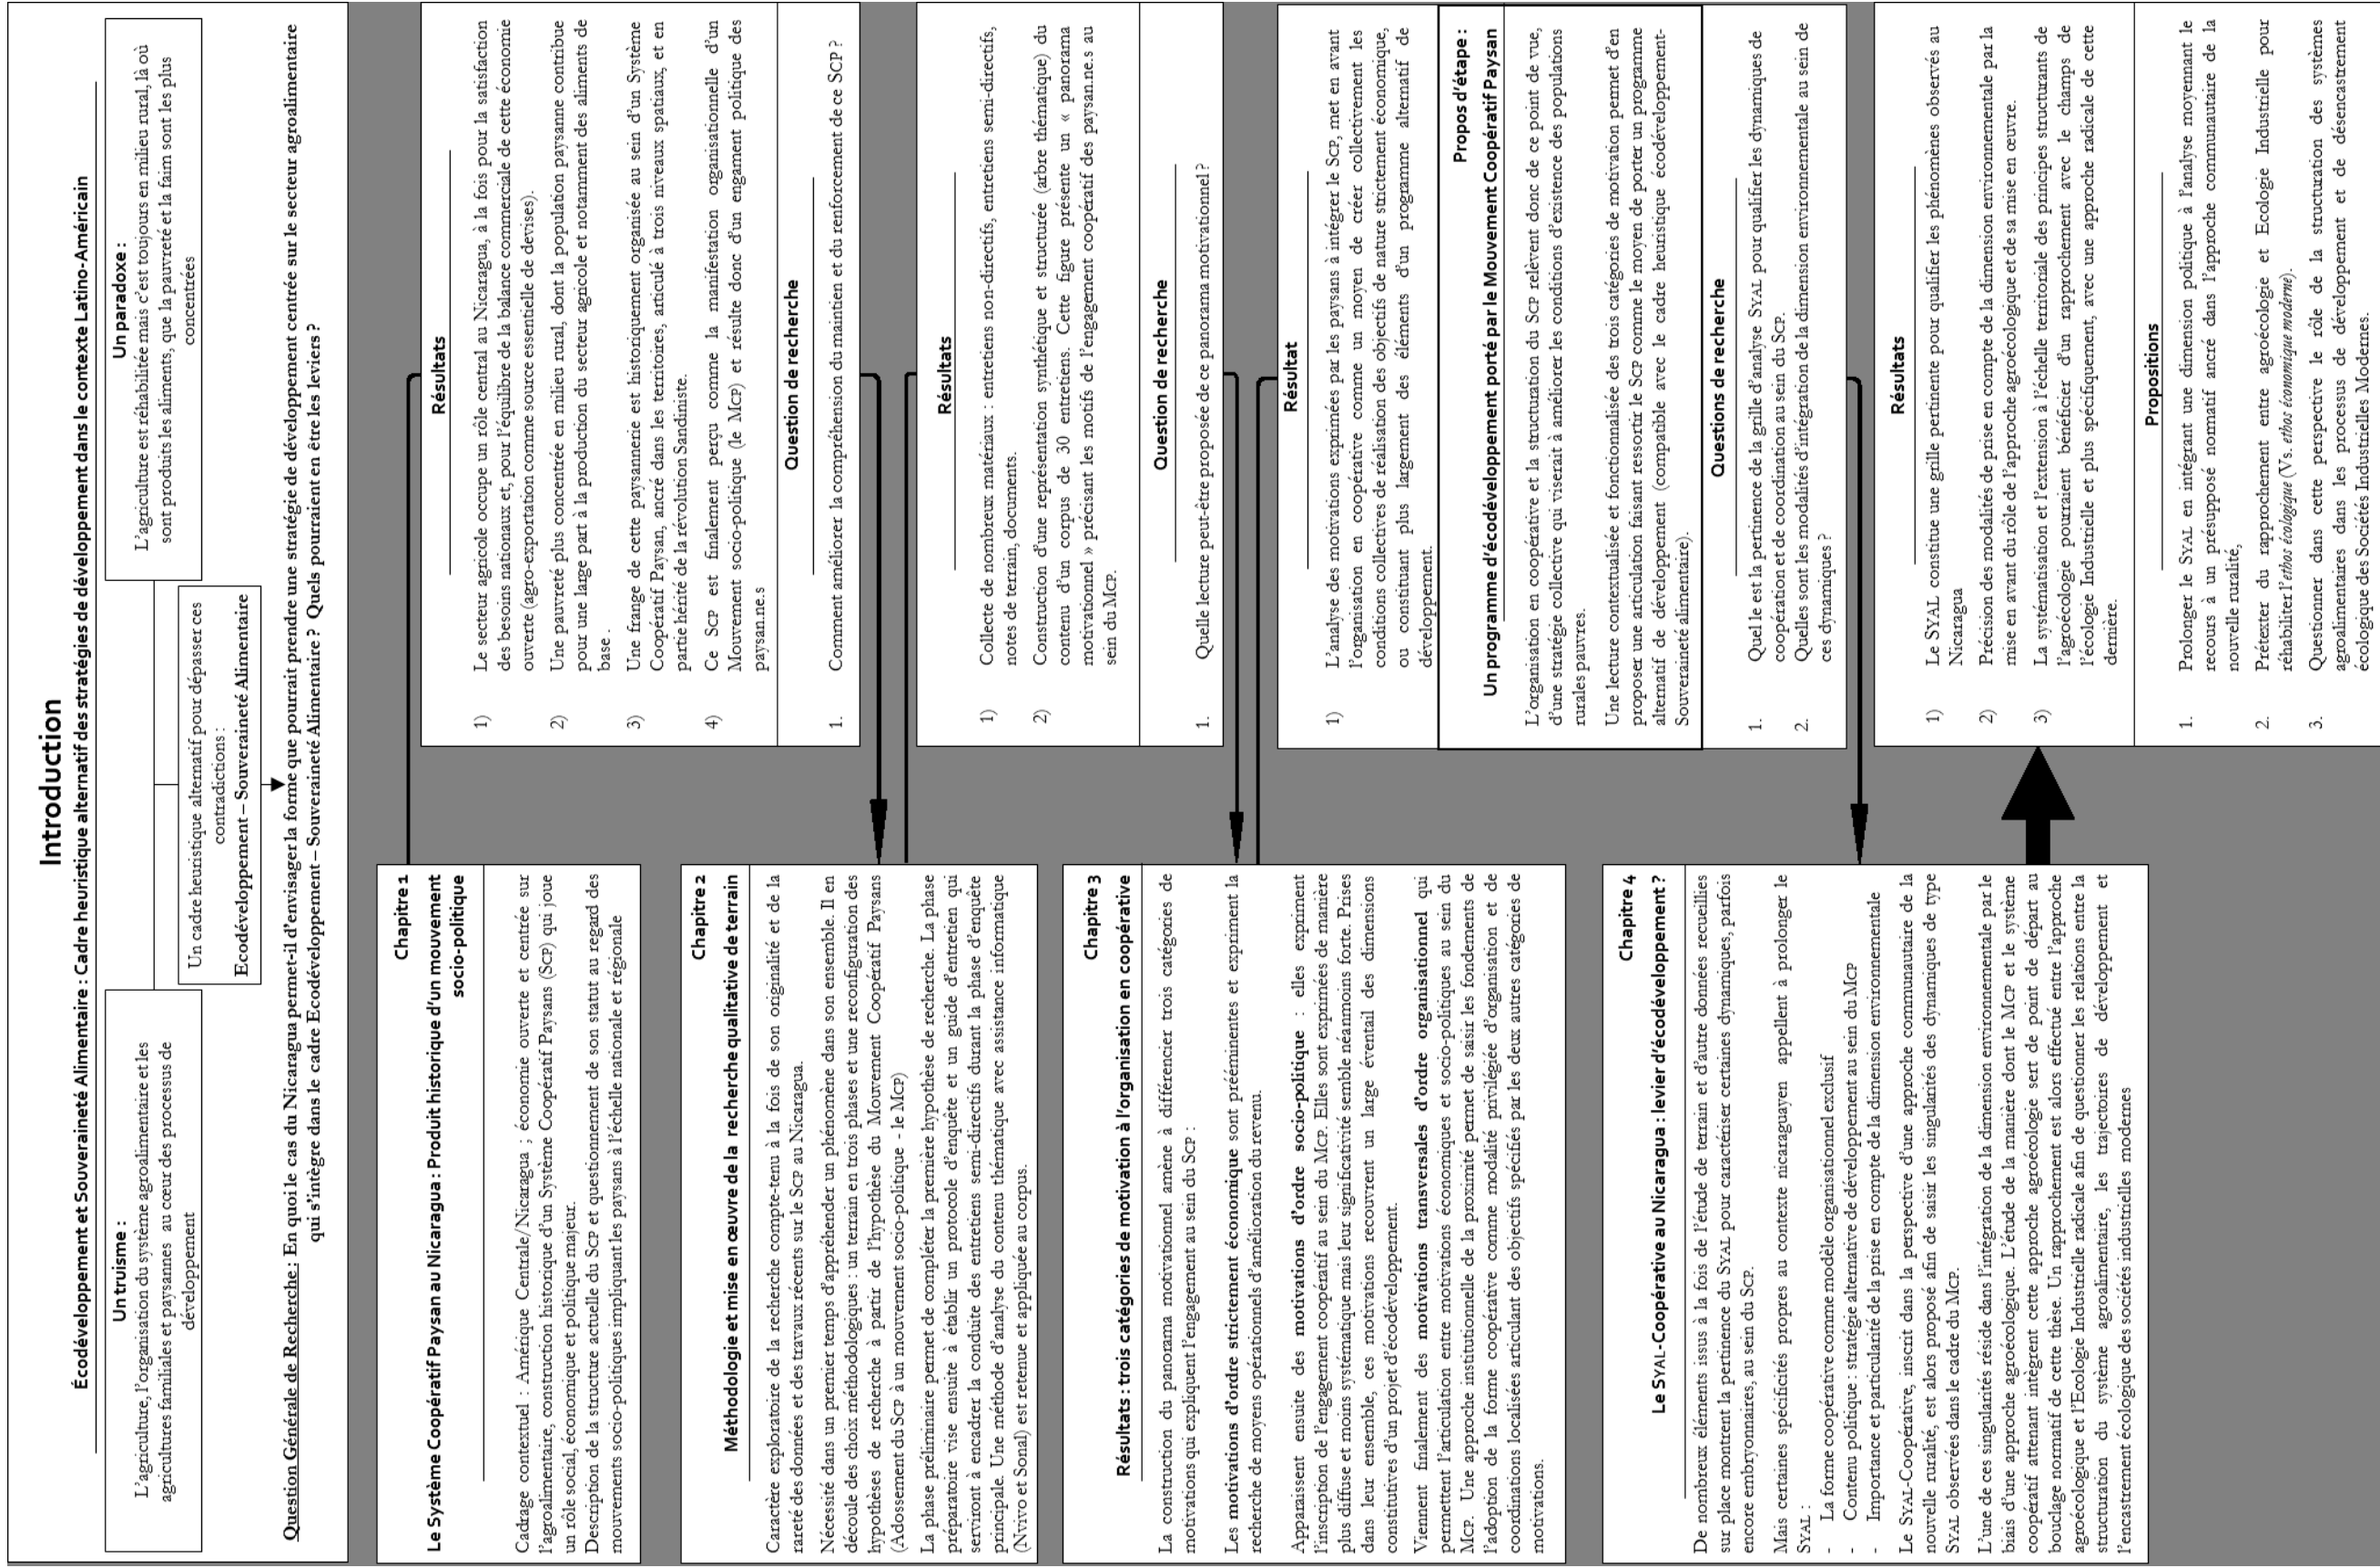 Introduction
Écodéveloppement et Souveraineté Alimentaire : Cadre heuristique alternatif des stratégies de développement dans le contexte Latino-Américain
Un truisme :
L'agriculture, l'organisation du système agroalimentaire et les
agricultures familiales et paysannes au cœur des processus de
développement
Un paradoxe :
L'agriculture est réhabilitée mais c'est toujours en milieu rural, là où
sont produits les aliments, que la pauvreté et la faim sont les plus
concentrées
Un cadre heuristique alternatif pour dépasser ces
contradictions :
Ecodéveloppement – Souveraineté Alimentaire
Question Générale de Recherche : En quoi le cas du Nicaragua permet-il d'envisager la forme que pourrait prendre une stratégie de développement centrée sur le secteur agroalimentaire
qui s'intègre dans le cadre Ecodéveloppement – Souveraineté Alimentaire ? Quels pourraient en être les leviers ?
Chapitre 1
Le Système Coopératif Paysan au Nicaragua : Produit historique d'un mouvement
socio-politique
Cadrage contextuel : Amérique Centrale/Nicaragua ; économie ouverte et centrée sur
l'agroalimentaire, construction historique d'un Système Coopératif Paysans (SCP) qui joue
un rôle social, économique et politique majeur.
Description de la structure actuelle du SCP et questionnement de son statut au regard des
mouvements socio-politiques impliquant les paysans à l'échelle nationale et régionale
Résultats
1) Le secteur agricole occupe un rôle central au Nicaragua, à la fois pour la satisfaction
des besoins nationaux et, pour l'équilibre de la balance commerciale de cette économie
ouverte (agro-exportation comme source essentielle de devises).
2) Une pauvreté plus concentrée en milieu rural, dont la population paysanne contribue
pour une large part à la production du secteur agricole et notamment des aliments de
base .
3) Une frange de cette paysannerie est historiquement organisée au sein d'un Système
Coopératif Paysan, ancré dans les territoires, articulé à trois niveaux spatiaux, et en
partie hérité de la révolution Sandiniste.
4) Ce SCP est finalement perçu comme la manifestation organisationnelle d'un
Mouvement socio-politique (le MCP) et résulte donc d'un engament politique des
paysan.ne.s
Question de recherche
1. Comment améliorer la compréhension du maintien et du renforcement de ce SCP ?
Chapitre 2
Méthodologie et mise en œuvre de la recherche qualitative de terrain
Caractère exploratoire de la recherche compte-tenu à la fois de son originalité et de la
rareté des données et des travaux récents sur le SCP au Nicaragua.
Nécessité dans un premier temps d'appréhender un phénomène dans son ensemble. Il en
découle des choix méthodologiques : un terrain en trois phases et une reconfiguration des
hypothèses de recherche à partir de l'hypothèse du Mouvement Coopératif Paysans
(Adossement du SCP à un mouvement socio-politique - le MCP)
La phase préliminaire permet de compléter la première hypothèse de recherche. La phase
préparatoire vise ensuite à établir un protocole d'enquête et un guide d'entretien qui
serviront à encadrer la conduite des entretiens semi-directifs durant la phase d'enquête
principale. Une méthode d'analyse du contenu thématique avec assistance informatique
(Nvivo et Sonal) est retenue et appliquée au corpus.
Résultats
1) Collecte de nombreux matériaux : entretiens non-directifs, entretiens semi-directifs,
notes de terrain, documents.
2) Construction d'une représentation synthétique et structurée (arbre thématique) du
contenu d'un corpus de 30 entretiens. Cette figure présente un « panorama
motivationnel » précisant les motifs de l'engagement coopératif des paysan.ne.s au
sein du MCP.
Question de recherche
1. Quelle lecture peut-être proposée de ce panorama motivationnel ?
Chapitre 3
Résultats : trois catégories de motivation à l'organisation en coopérative
La construction du panorama motivationnel amène à différencier trois catégories de
motivations qui expliquent l'engagement au sein du SCP :
Les motivations d'ordre strictement économique sont prééminentes et expriment la
recherche de moyens opérationnels d'amélioration du revenu.
Apparaissent ensuite des motivations d'ordre socio-politique : elles expriment
l'inscription de l'engagement coopératif au sein du MCP. Elles sont exprimées de manière
plus diffuse et moins systématique mais leur significativité semble néanmoins forte. Prises
dans leur ensemble, ces motivations recouvrent un large éventail des dimensions
constitutives d'un projet d'écodéveloppement.
Viennent finalement des motivations transversales d'ordre organisationnel qui
permettent l'articulation entre motivations économiques et socio-politiques au sein du
MCP. Une approche institutionnelle de la proximité permet de saisir les fondements de
l'adoption de la forme coopérative comme modalité privilégiée d'organisation et de
coordinations localisées articulant des objectifs spécifiés par les deux autres catégories de
motivations.
Résultat
1) L'analyse des motivations exprimées par les paysans à intégrer le SCP, met en avant
l'organisation en coopérative comme un moyen de créer collectivement les
conditions collectives de réalisation des objectifs de nature strictement économique,
ou constituant plus largement des éléments d'un programme alternatif de
développement.
Propos d'étape :
Un programme d'écodéveloppement porté par le Mouvement Coopératif Paysan
L'organisation en coopérative et la structuration du SCP relèvent donc de ce point de vue,
d'une stratégie collective qui viserait à améliorer les conditions d'existence des populations
rurales pauvres.
Une lecture contextualisée et fonctionnalisée des trois catégories de motivation permet d'en
proposer une articulation faisant ressortir le SCP comme le moyen de porter un programme
alternatif de développement (compatible avec le cadre heuristique écodéveloppement-
Souveraineté alimentaire).
Questions de recherche
1. Quel le est la pertinence de la grille d'analyse SYAL pour qualifier les dynamiques de
coopération et de coordination au sein du SCP.
2. Quelles sont les modalités d'intégration de la dimension environnementale au sein de
ces dynamiques ?
Chapitre 4
Le SYAL-Coopérative au Nicaragua : levier d'écodéveloppement ?
De nombreux éléments issus à la fois de l'étude de terrain et d'autre données recueillies
sur place montrent la pertinence du SYAL pour caractériser certaines dynamiques, parfois
encore embryonnaires, au sein du SCP.
Mais certaines spécificités propres au contexte nicaraguayen appellent à prolonger le
SYAL :
- La forme coopérative comme modèle organisationnel exclusif
- Contenu politique : stratégie alternative de développement au sein du MCP
- Importance et particularité de la prise en compte de la dimension environnementale
Le SYAL-Coopérative, inscrit dans la perspective d'une approche communautaire de la
nouvelle ruralité, est alors proposé afin de saisir les singularités des dynamiques de type
SYAL observées dans le cadre du MCP.
L'une de ces singularités réside dans l'intégration de la dimension environnementale par le
biais d'une approche agroécologique. L'étude de la manière dont le MCP et le système
coopératif attenant intègrent cette approche agroécologie sert de point de départ au
bouclage normatif de cette thèse. Un rapprochement est alors effectué entre l'approche
agroécologique et l'Ecologie Industrielle radicale afin de questionner les relations entre la
structuration du système agroalimentaire, les trajectoires de développement et
l'encastrement écologique des sociétés industrielles modernes
Résultats
1) Le SYAL constitue une grille pertinente pour qualifier les phénomènes observés au
Nicaragua
2) Précision des modalités de prise en compte de la dimension environnementale par la
mise en avant du rôle de l'approche agroécologique et de sa mise en œuvre.
3) La systématisation et l'extension à l'échelle territoriale des principes structurants de
l'agroécologie pourraient bénéficier d'un rapprochement avec le champs de
l'écologie Industrielle et plus spécifiquement, avec une approche radicale de cette
dernière.
Propositions
1. Prolonger le SYAL en intégrant une dimension politique à l'analyse moyennant le
recours à un présupposé normatif ancré dans l'approche communautaire de la
nouvelle ruralité,
2. Prétexter du rapprochement entre agroécologie et Ecologie Industrielle pour
réhabiliter l'ethos écologique (Vs. ethos économique moderne).
3. Questionner dans cette perspective le rôle de la structuration des systèmes
agroalimentaires dans les processus de développement et de désencastrement
écologique des Sociétés Industrielles Modernes.